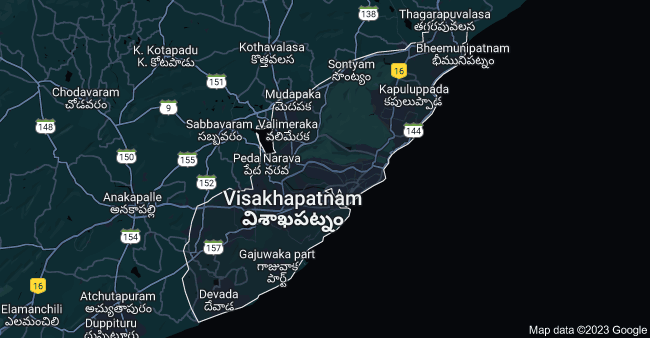 138
Thagarapuvalasa
తగరపువలస
K. Kotapadu
K. కోటపాడు
Kothavalasa
కొత్తవలస
Bheemunipatnam
భీమునిపట్నం
Sontyam
సొంట్యం
16
151
Kapuluppada
కపులుప్పాడ
Chodavaram
చోడవరం
Mudapaka
ముదపాక
9
148
Sabbavaram
సబ్బవరం
Valimeraka
వలిమెరక
144
150
155
Peda Narava
పేద నరవ
152
Anakapalle
అనకాపల్లి
Visakhapatnam
విశాఖపట్నం
154
157
Gajuwaka part
గాజువాక
పార్ట్
16
Atchutapuram
అచ్యుతాపురం
Devada
దేవాడ
Elamanchili
ఎలమంచిలి
Duppituru
Map data ©2023 Google